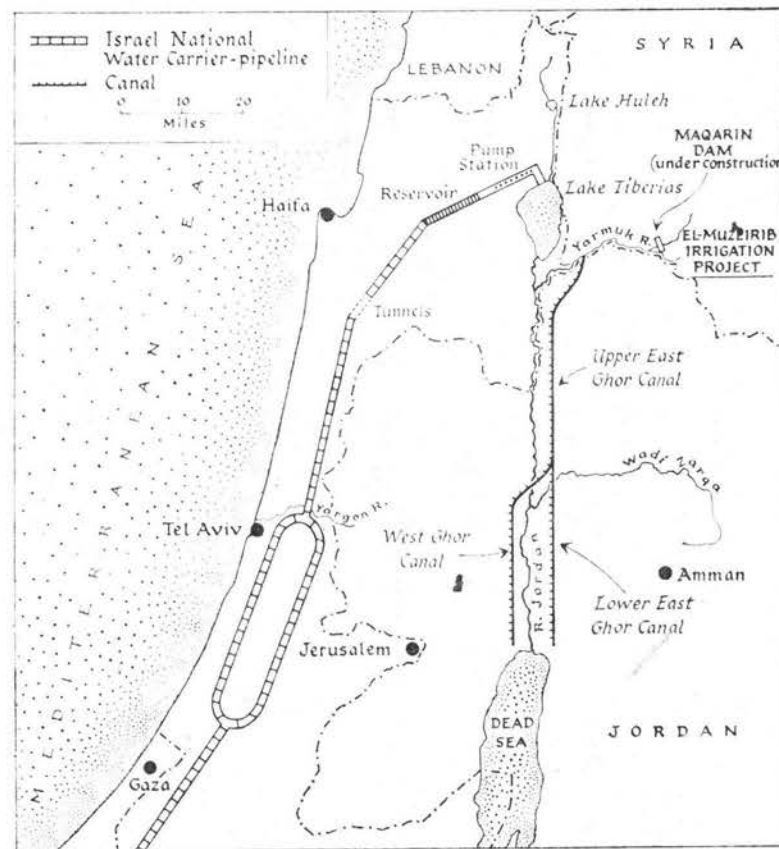 Israel National
Water Carrier-pipeline
Canal
0 10 20
Miles
LEBANON
SYRIA
Lake Huleh
MAQARIN
DAM
(under construction
Pump
Station
Lake Tiberias
Reservoir
Haifa
Yarmuk R.
EL-MUZEIRIB
IRRIGATION
PROJECT
Tunnels
Upper East
Ghor Canal
MEDITERRANEAN SEA
Wadi Zarqa
Yarqon R.
Tel Aviv
West Ghor
Canal
R. Jordan
Amman
Lower East
Ghor Canal
Jerusalem
DEAD
SEA
JORDAN
Gaza